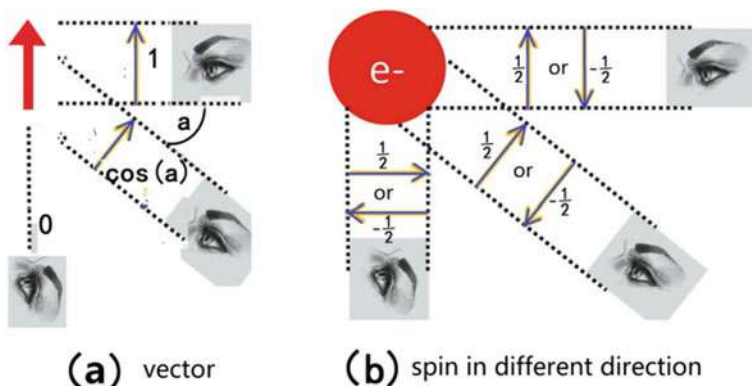 1
a
cos (a)
0
(a) vector
e-
1/2 or -1/2
1/2 or -1/2
1/2
or
-1/2
(b) spin in different direction